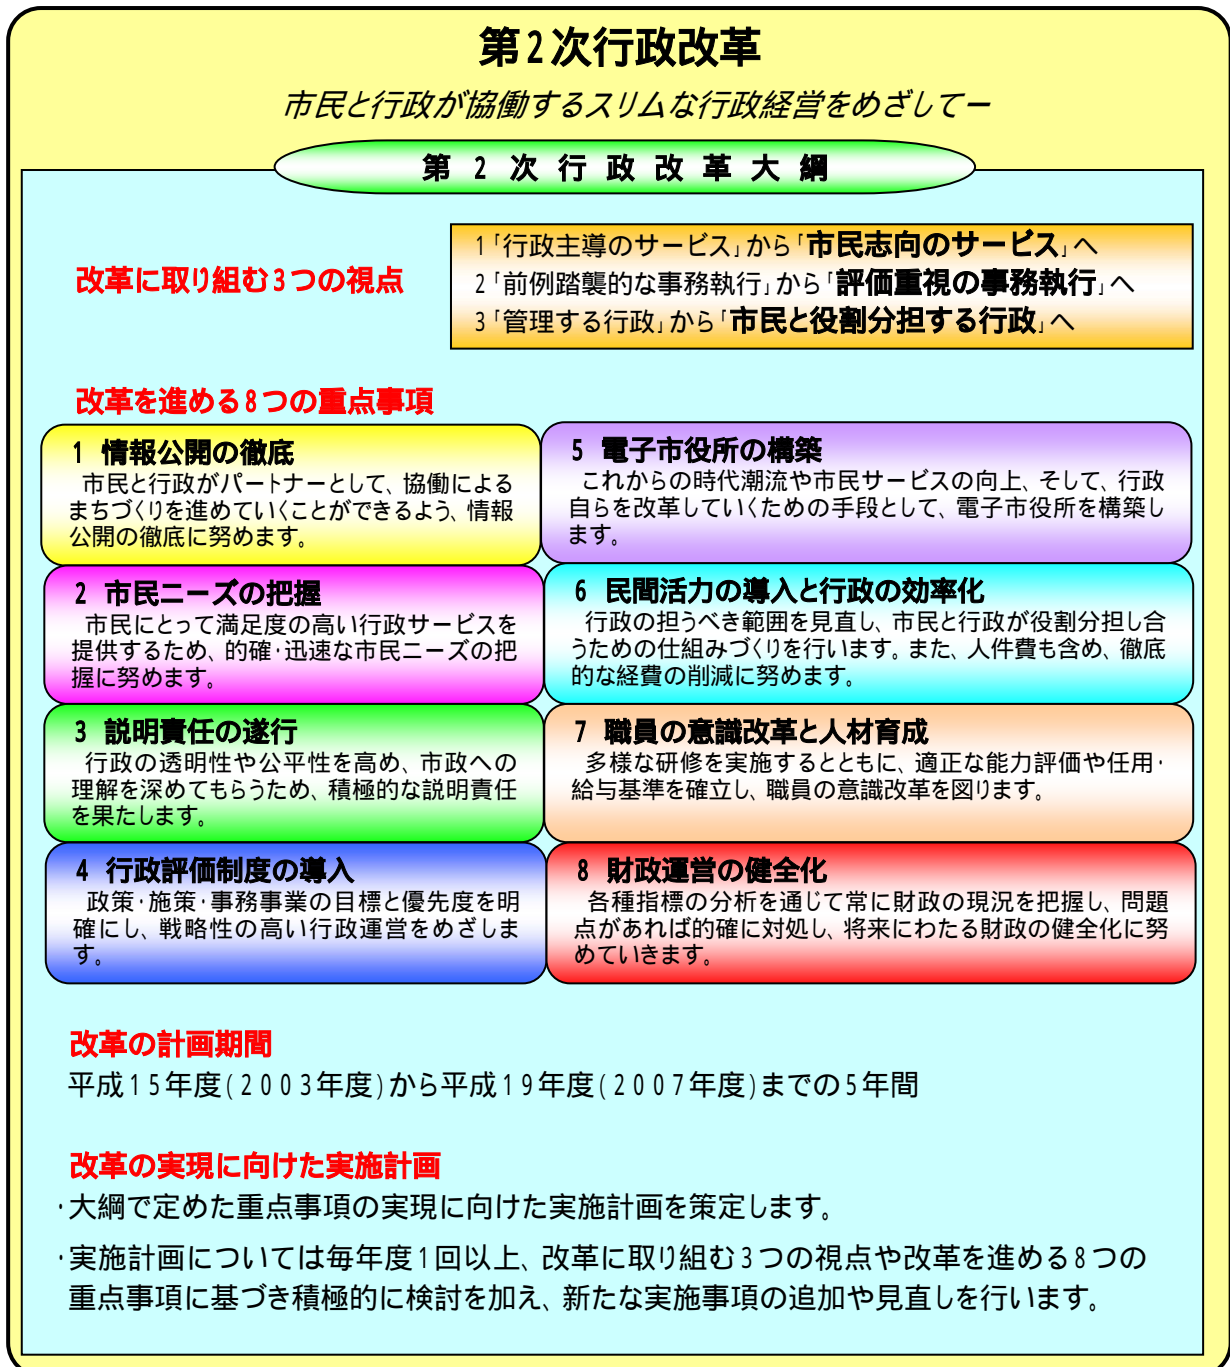 第2次行政改革
市民と行政が協働するスリムな行政経営をめざしてー
第2次行政改革大綱
改革に取り組む3つの視点
1「行政主導のサービス」から「市民志向のサービス」へ
2「前例踏襲的な事務執行」から「評価重視の事務執行」へ
3「管理する行政」から「市民と役割分担する行政」へ
改革を進める8つの重点事項
1 情報公開の徹底
市民と行政がパートナーとして、協働による
まちづくりを進めていくことができるよう、情報
公開の徹底に努めます。
2 市民ニーズの把握
市民にとって満足度の高い行政サービスを
提供するため、的確・迅速な市民ニーズの把
握に努めます。
3 説明責任の遂行
行政の透明性や公平性を高め、市政への
理解を深めてもらうため、積極的な説明責任
を果たします。
4 行政評価制度の導入
政策・施策・事務事業の目標と優先度を明
確にし、戦略性の高い行政運営をめざしま
す。
5 電子市役所の構築
これからの時代潮流や市民サービスの向上、そして、行政
自らを改革していくための手段として、電子市役所を構築し
ます。
6 民間活力の導入と行政の効率化
行政の担うべき範囲を見直し、市民と行政が役割分担し合
うための仕組みづくりを行います。また、人件費も含め、徹底
的な経費の削減に努めます。
7 職員の意識改革と人材育成
多様な研修を実施するとともに、適正な能力評価や任用・
給与基準を確立し、職員の意識改革を図ります。
8 財政運営の健全化
各種指標の分析を通じて常に財政の現況を把握し、問題
点があれば的確に対処し、将来にわたる財政の健全化に努
めていきます。
改革の計画期間
平成15年度(2003年度)から平成19年度(2007年度)までの5年間
改革の実現に向けた実施計画
・大綱で定めた重点事項の実現に向けた実施計画を策定します。
・実施計画については毎年度1回以上、改革に取り組む3つの視点や改革を進める8つの
重点事項に基づき積極的に検討を加え、新たな実施事項の追加や見直しを行います。